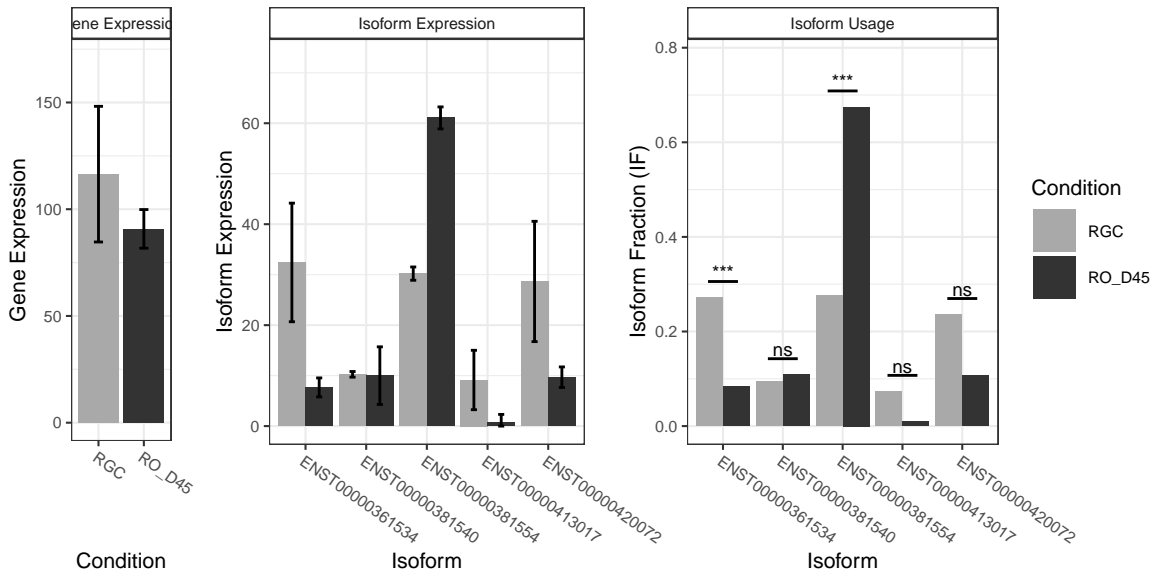 ene Expressio
Gene Expression
150
100
50
0
RGC
RO_D45
Condition
Isoform Expression
Isoform Expression
60
40
20
0
ENST00000361534
ENST00000381540
ENST00000381554
ENST00000413017
ENST00000420072
Isoform
Isoform Usage
Isoform Fraction (IF)
0.8
0.6
0.4
0.2
0.0
***
ns
***
ns
ns
ENST00000361534
ENST00000381540
ENST00000381554
ENST00000413017
ENST00000420072
Isoform
Condition
RGC
RO_D45